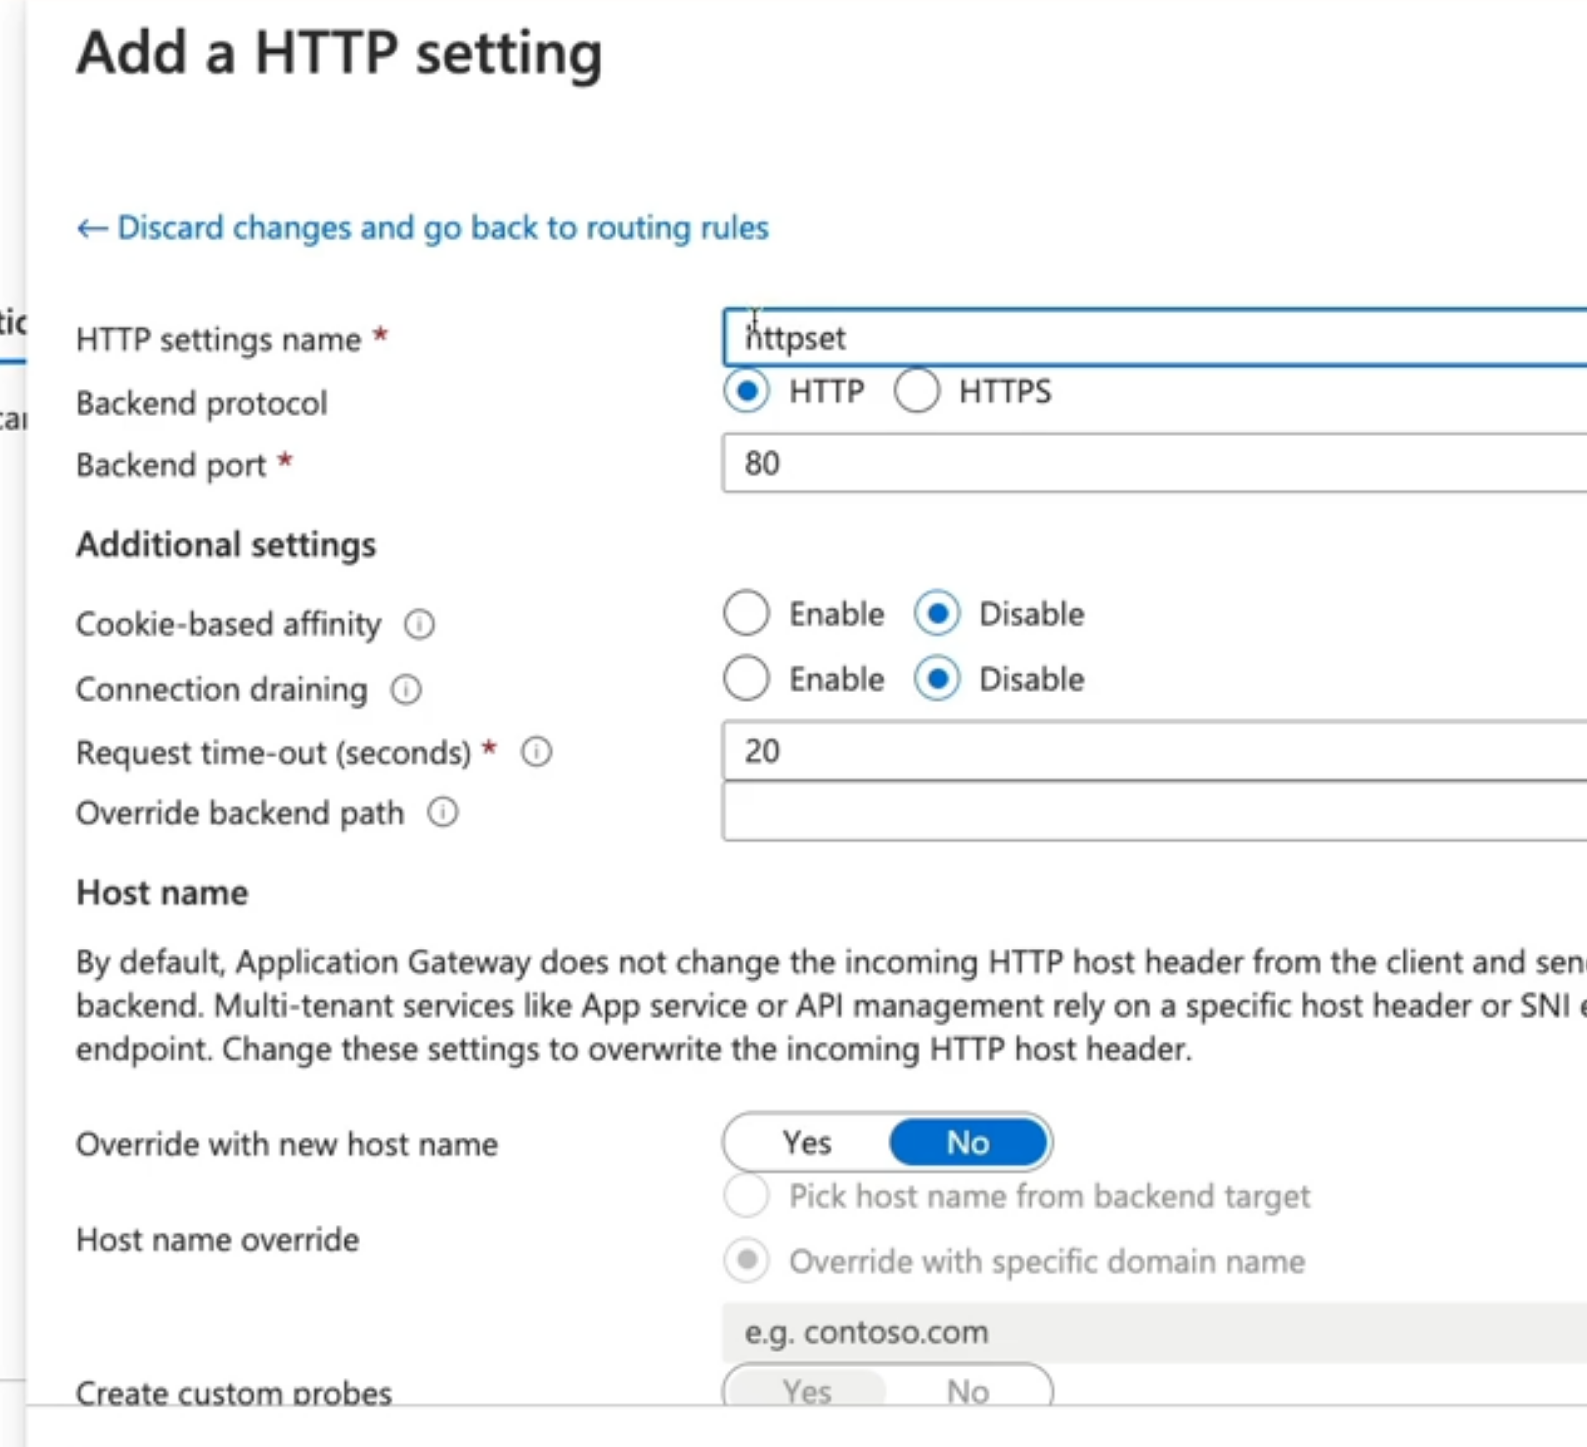 Add a HTTP setting
← Discard changes and go back to routing rules
HTTP settings name *
httpset
Backend protocol
HTTP HTTPS
Backend port *
80
Additional settings
Cookie-based affinity
Enable Disable
Connection draining
Enable Disable
Request time-out (seconds) *
20
Override backend path
Host name
By default, Application Gateway does not change the incoming HTTP host header from the client and
backend. Multi-tenant services like App service or API management rely on a specific host header or SNI
endpoint. Change these settings to overwrite the incoming HTTP host header.
Override with new host name
Yes No
Pick host name from backend target
Host name override
Override with specific domain name
e.g. contoso.com
Create custom probes
Yes No